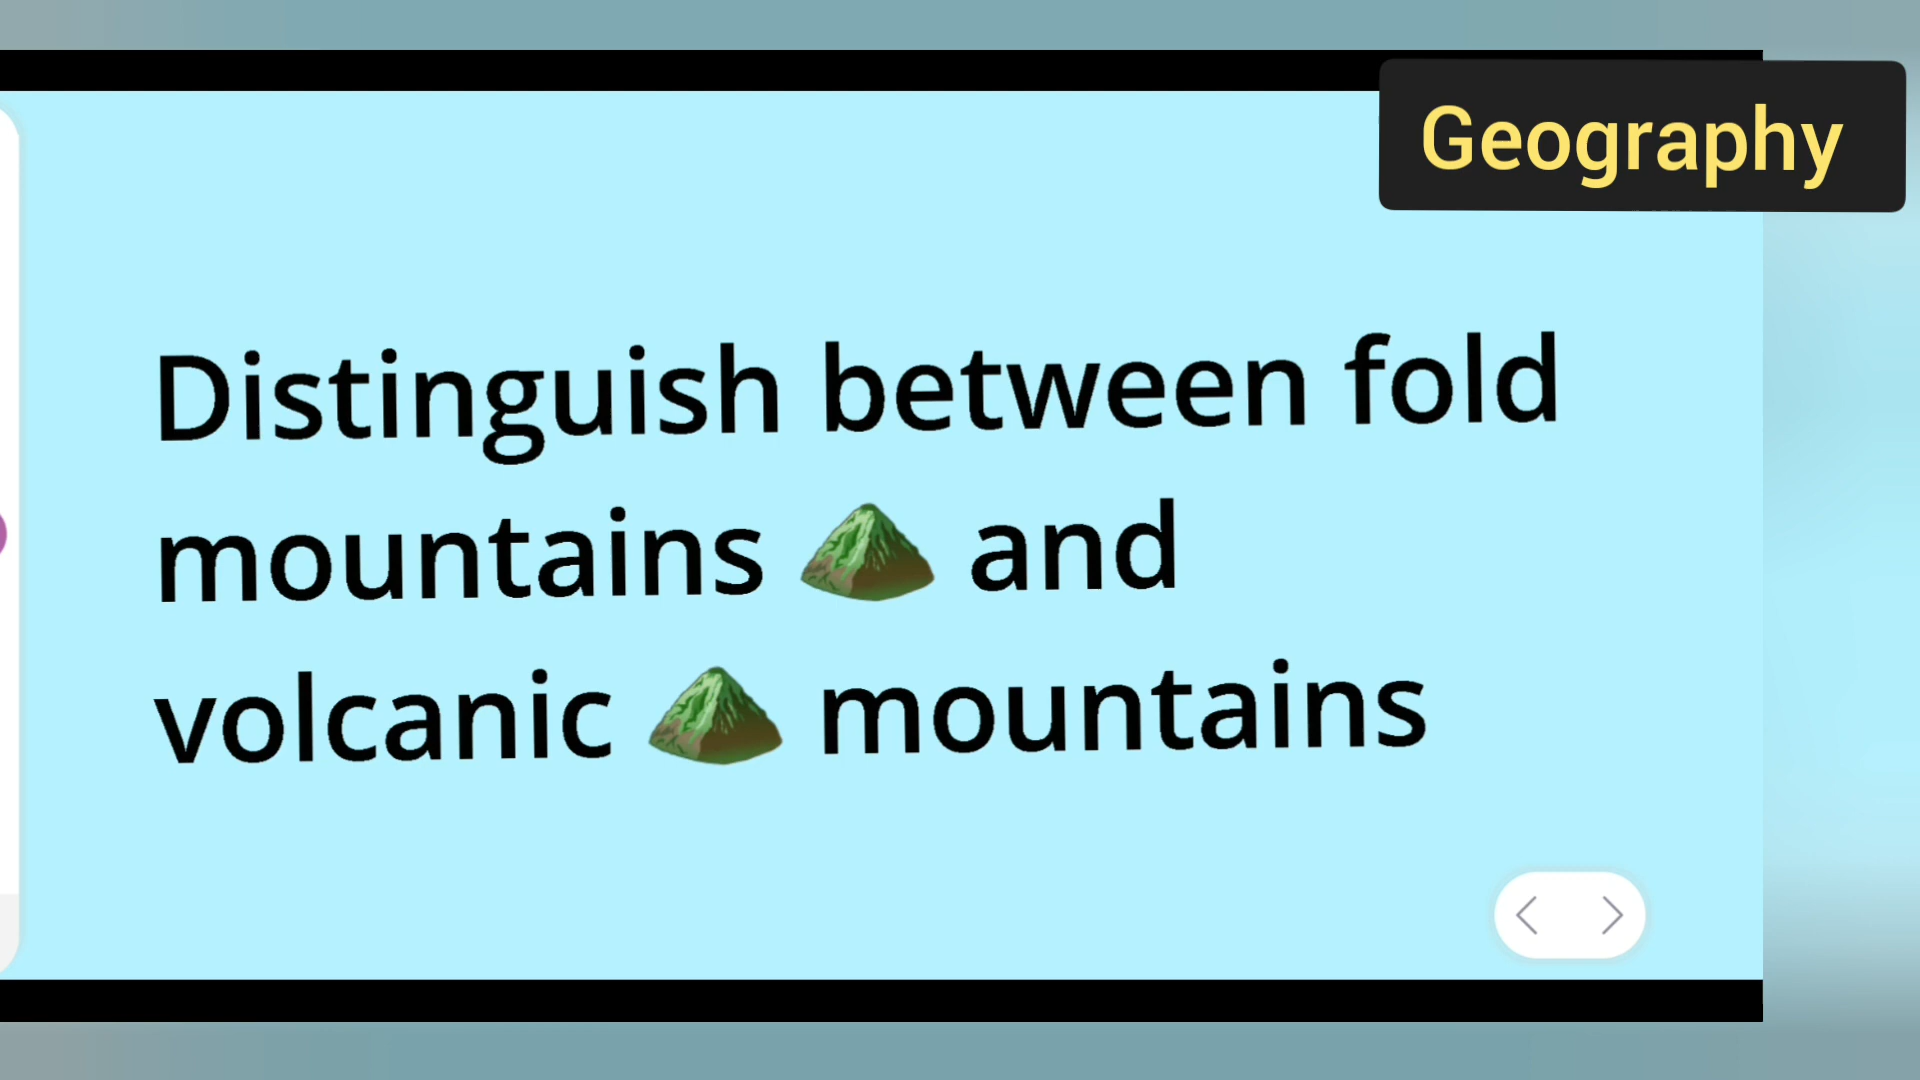 Geography
Distinguish between fold
mountains ⛰ and
volcanic ⛰ mountains